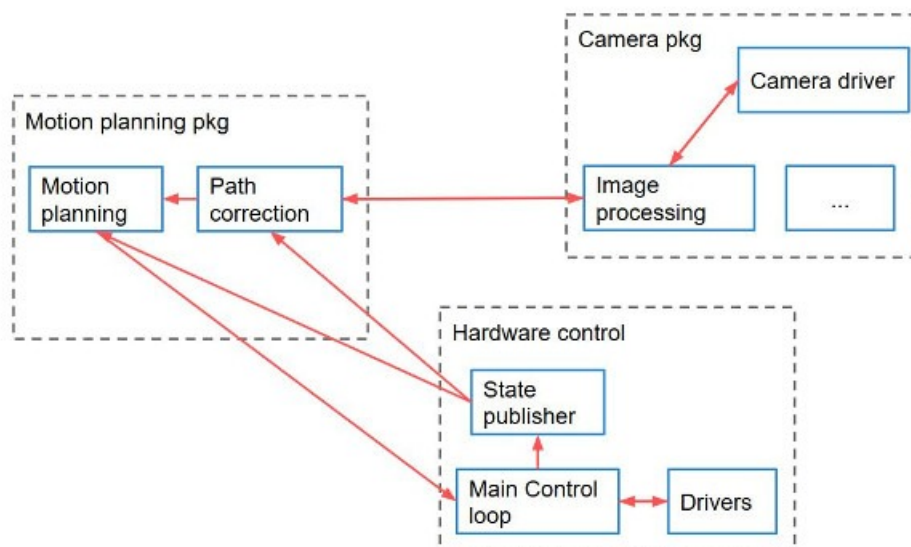 Camera pkg
Camera driver
Motion planning pkg
Motion
planning
Path
correction
Image
processing
...
Hardware control
State
publisher
Main Control
loop
Drivers